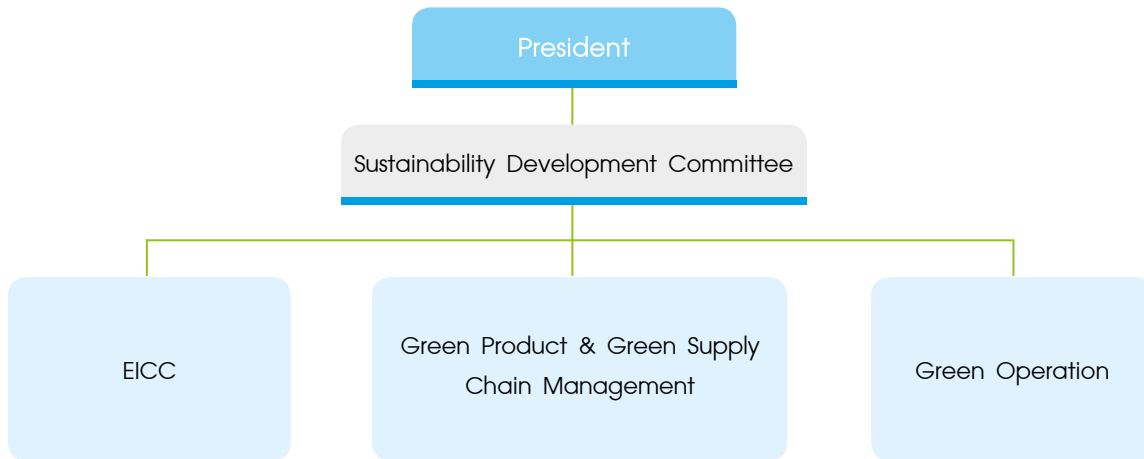 President
Sustainability Development Committee
EICC
Green Product & Green Supply
Chain Management
Green Operation